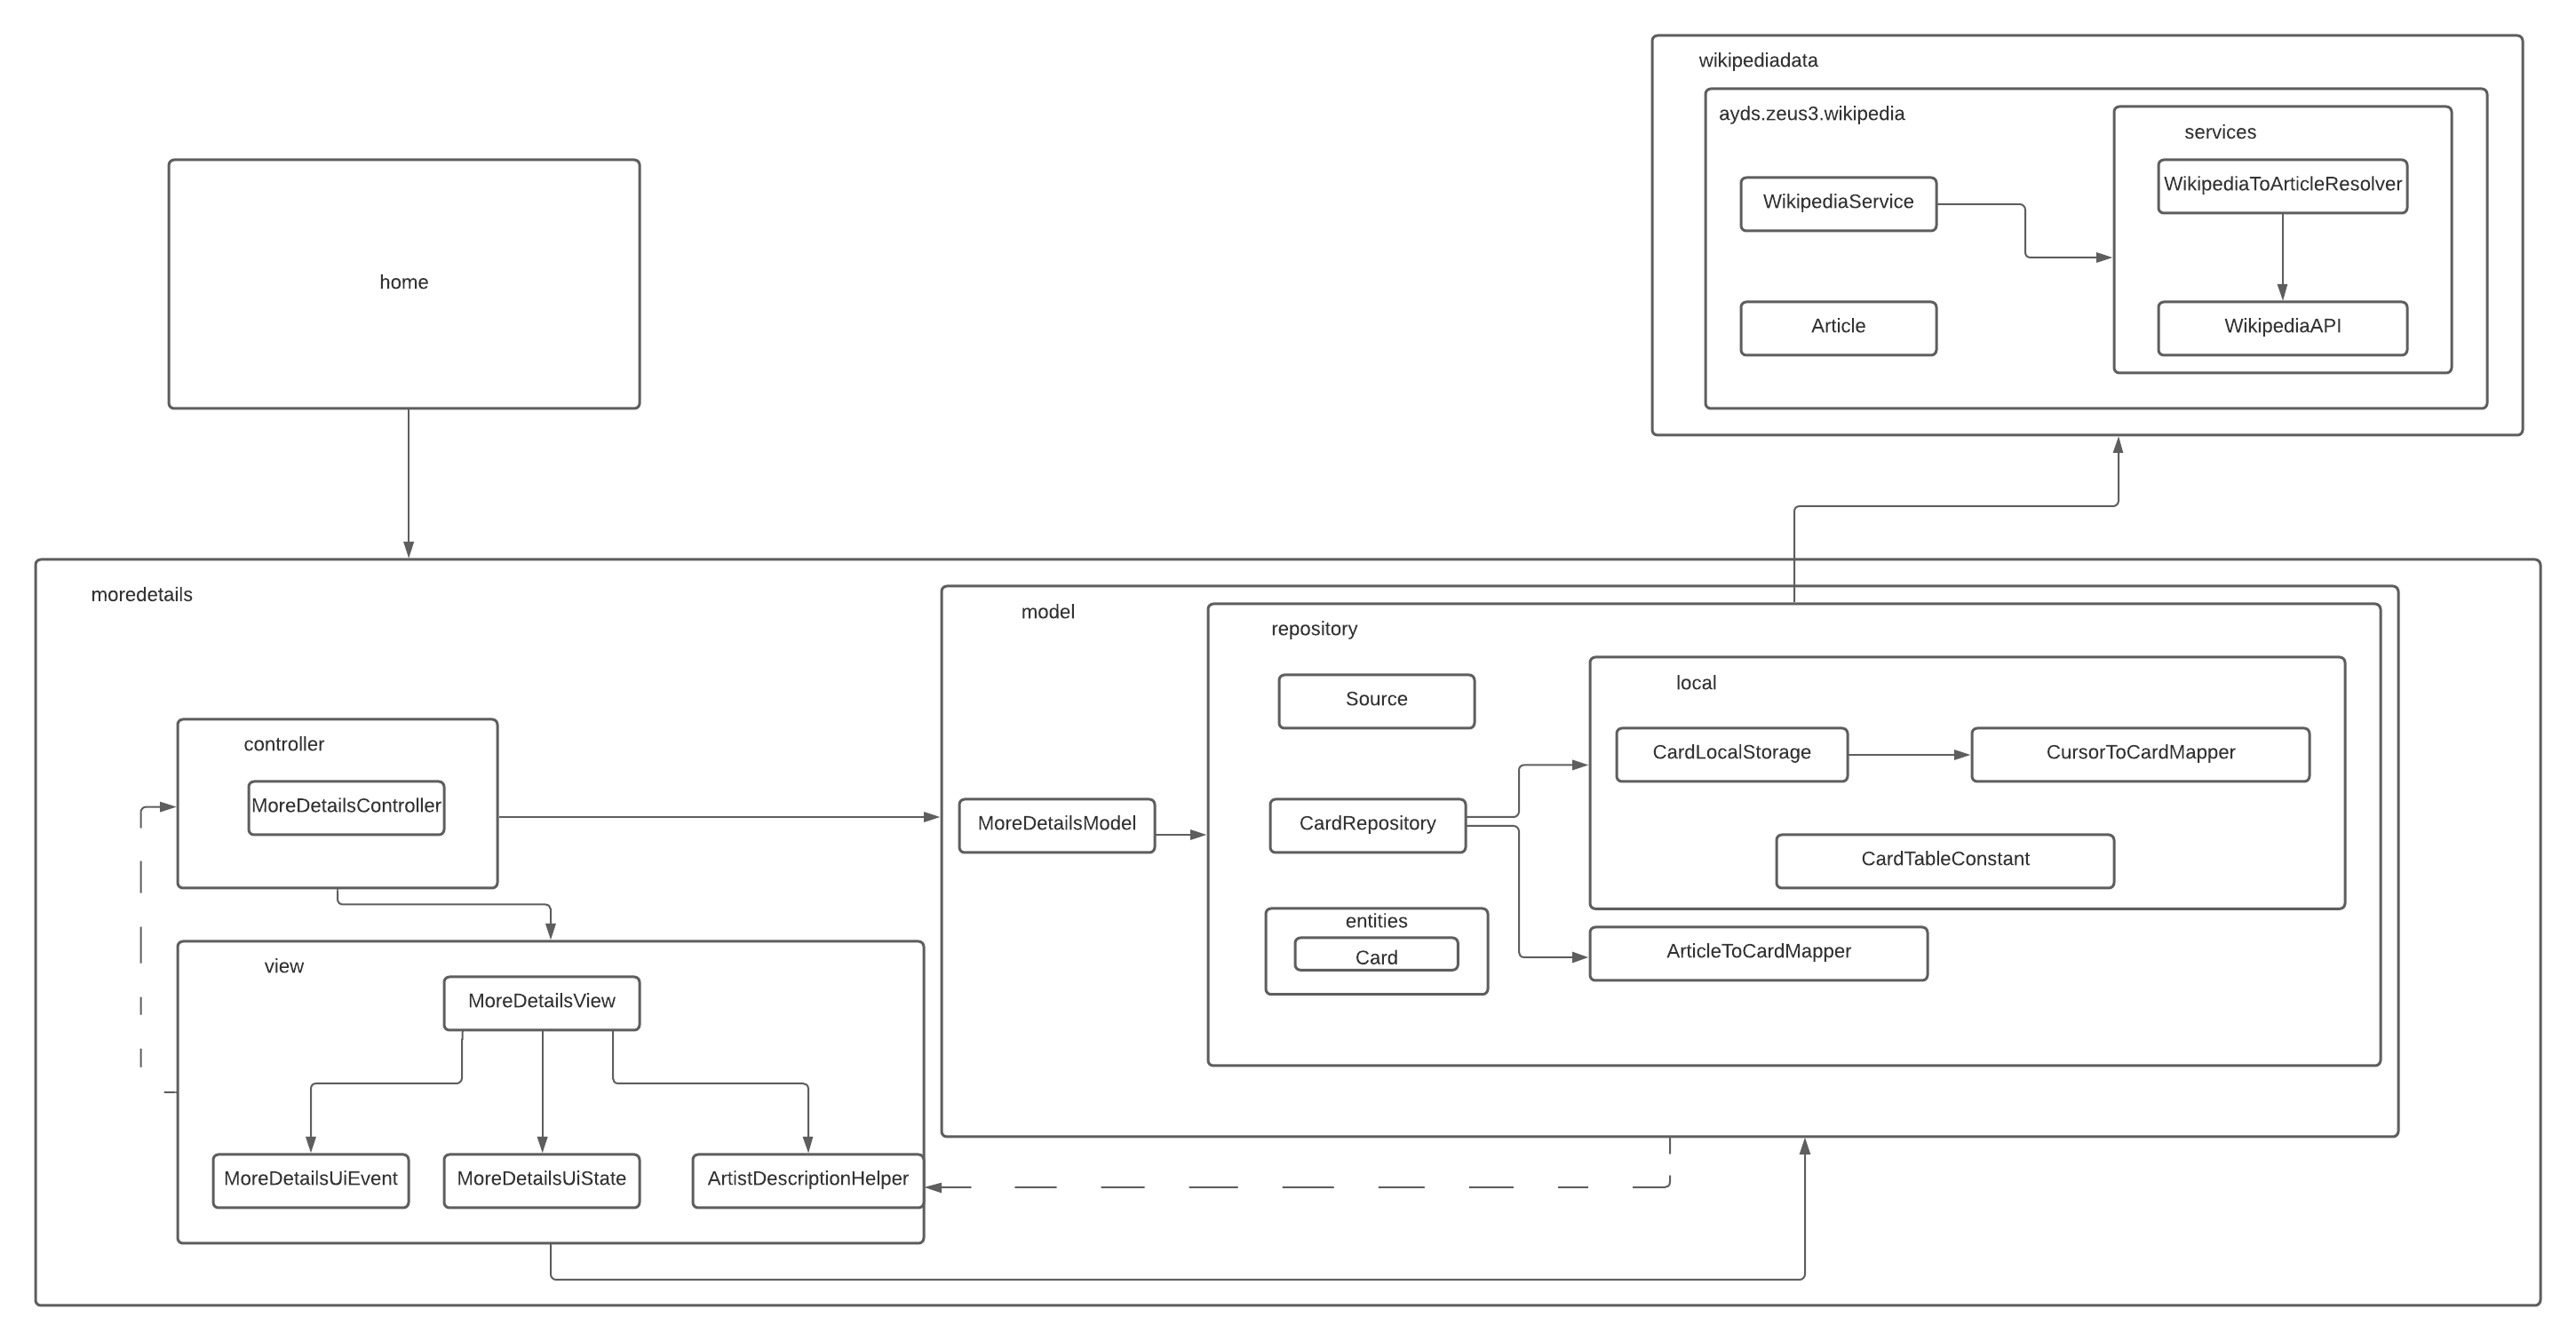 wikipediadata
ayds.zeus3.wikipedia
services
WikipediaToArticleResolver
WikipediaService
WikipediaAPI
Article
home
moredetails
model
repository
Source
local
CardLocalStorage
CursorToCardMapper
controller
MoreDetailsController
MoreDetailsModel
CardRepository
CardTableConstant
entities
Card
ArticleToCardMapper
view
MoreDetailsView
MoreDetailsUiEvent
MoreDetailsUiState
ArtistDescriptionHelper